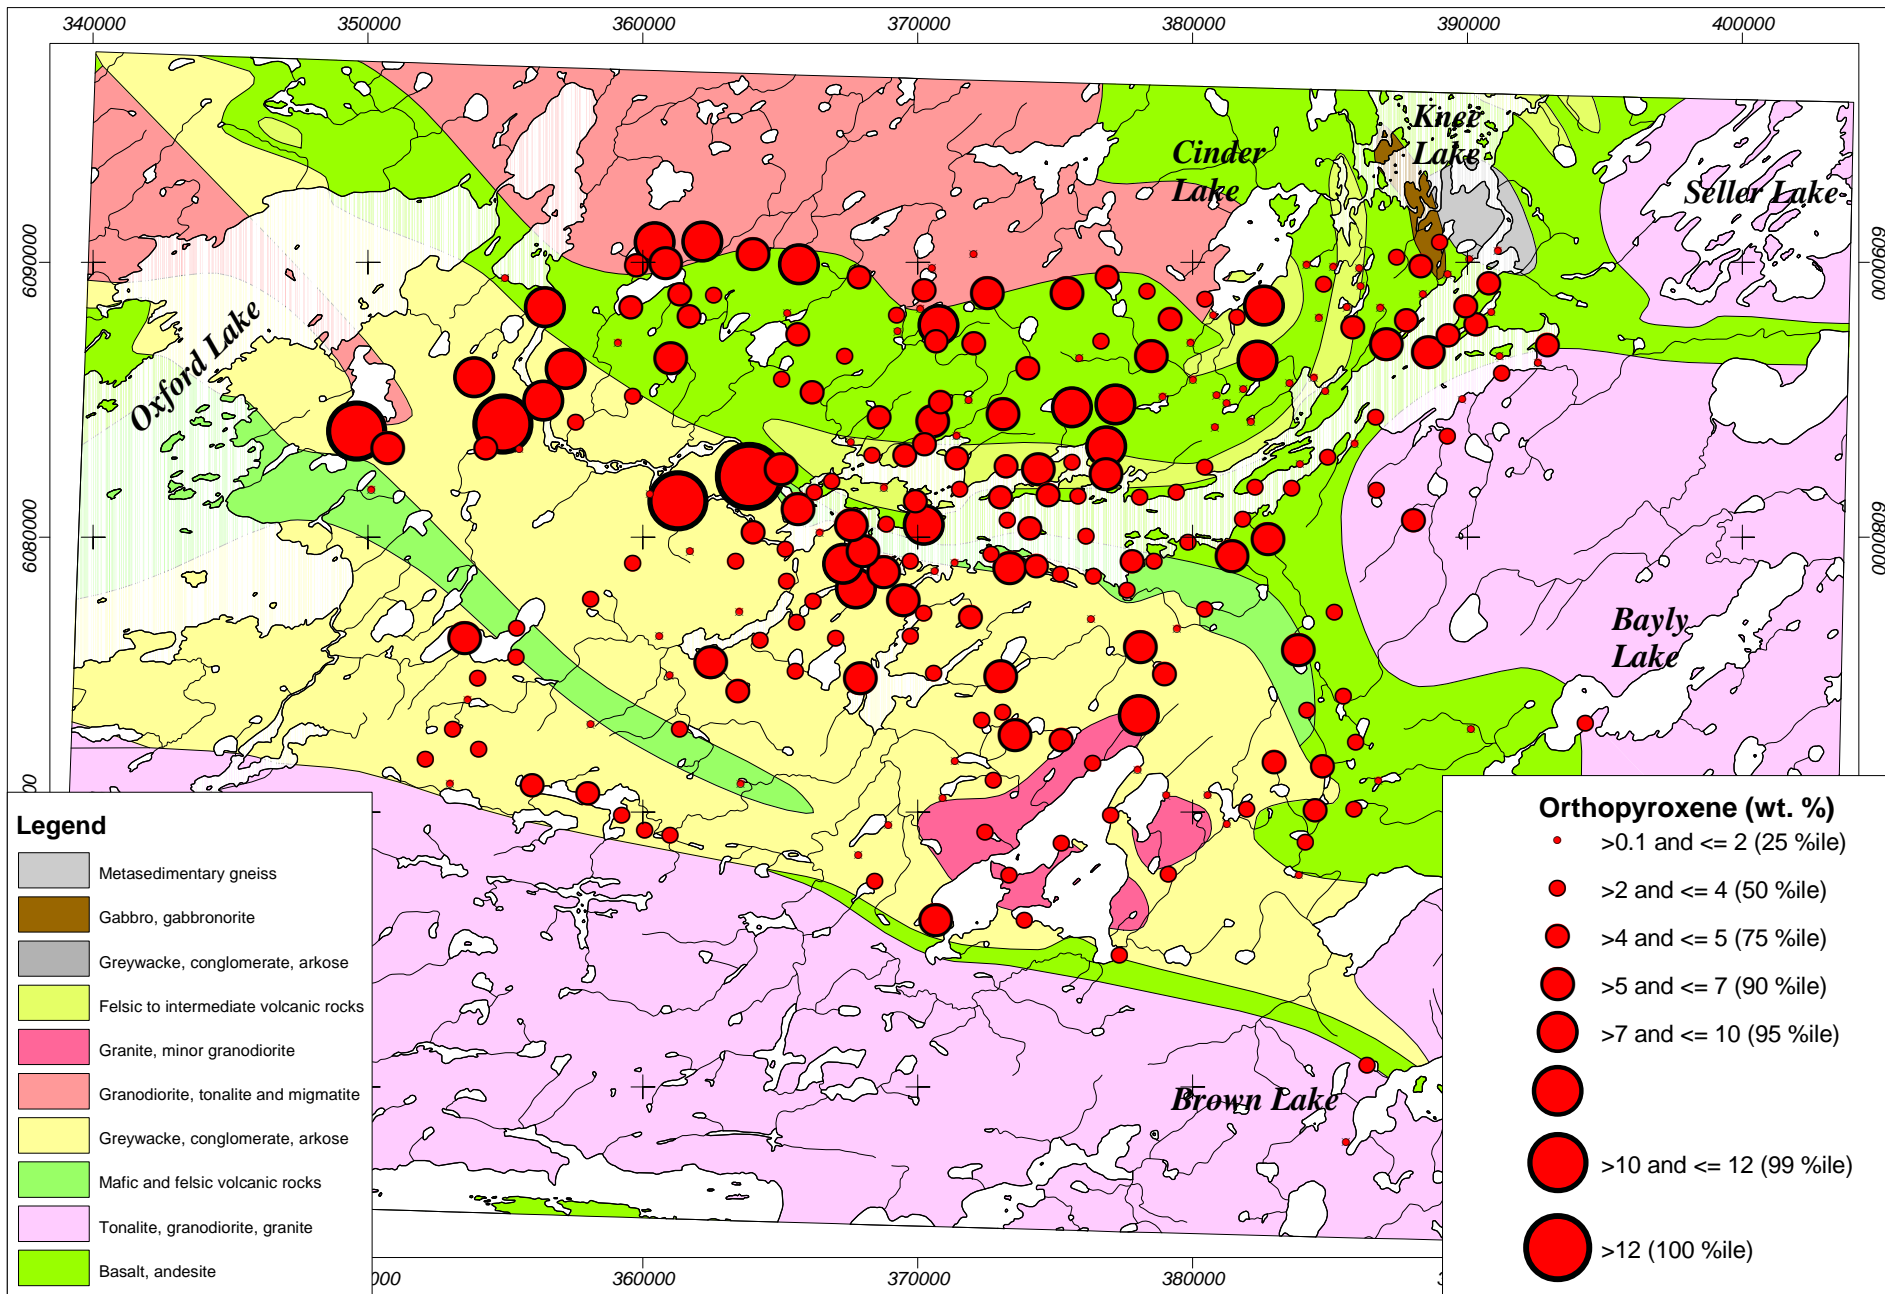 340000 350000 360000 370000 380000 390000 400000
Knee
Lake
Cinder
Lake
Seller Lake
6090000
6090000
Oxford Lake
6080000
6080000
Bayly
Lake
Brown Lake
Legend
Metasedimentary gneiss
Gabbro, gabbronorite
Greywacke, conglomerate, arkose
Felsic to intermediate volcanic rocks
Granite, minor granodiorite
Granodiorite, tonalite and migmatite
Greywacke, conglomerate, arkose
Mafic and felsic volcanic rocks
Tonalite, granodiorite, granite
Basalt, andesite
Orthopyroxene (wt. %)
>0.1 and <= 2 (25 %ile)
>2 and <= 4 (50 %ile)
>4 and <= 5 (75 %ile)
>5 and <= 7 (90 %ile)
>7 and <= 10 (95 %ile)
>10 and <= 12 (99 %ile)
>12 (100 %ile)
360000 370000 380000